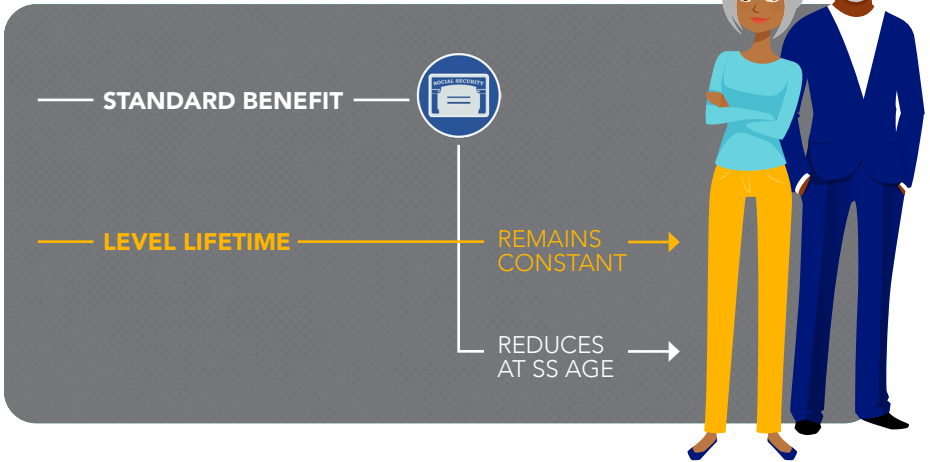 SOCIAL SECURITY
STANDARD BENEFIT
LEVEL LIFETIME
REMAINS
CONSTANT
REDUCES
AT SS AGE